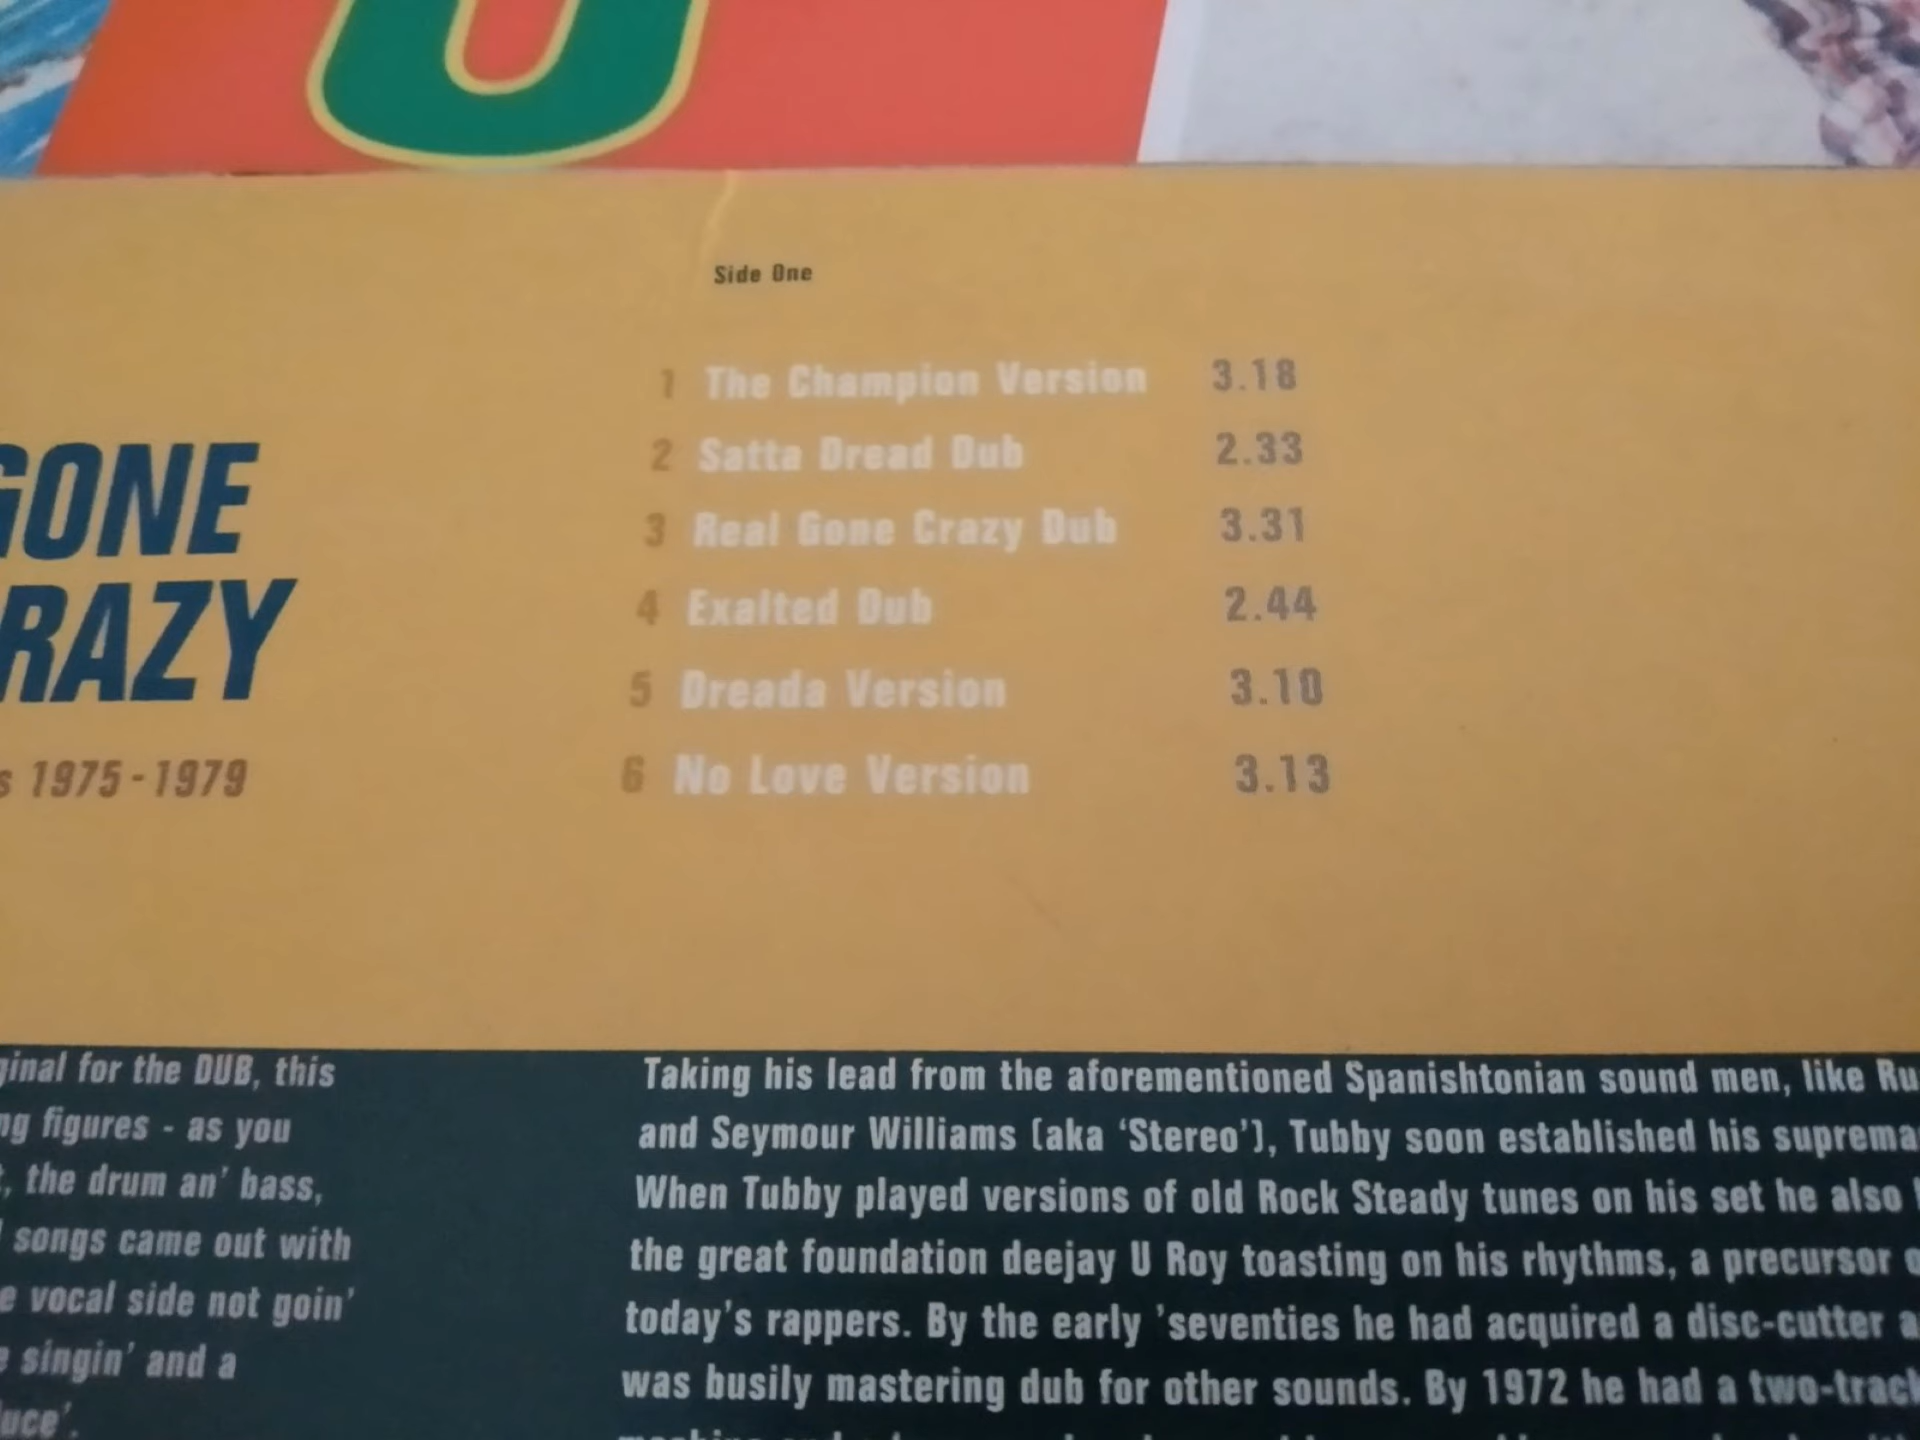 U
Side One
1 The Champion Version 3.18
2 Satta Dread Dub 2.33
3 Real Gone Crazy Dub 3.31
4 Exalted Dub 2.44
5 Dreada Version 3.10
6 No Love Version 3.13
GONE
RAZY
s 1975-1979
ginal for the DUB, this
ng figures - as you
, the drum an' bass,
songs came out with
e vocal side not goin'
e singin' and a
uce'.
Taking his lead from the aforementioned Spanishtonian sound men, like Ru
and Seymour Williams (aka ‘Stereo’), Tubby soon established his suprema
When Tubby played versions of old Rock Steady tunes on his set he also
the great foundation deejay U Roy toasting on his rhythms, a precursor o
today's rappers. By the early 'seventies he had acquired a disc-cutter a
was busily mastering dub for other sounds. By 1972 he had a two-track